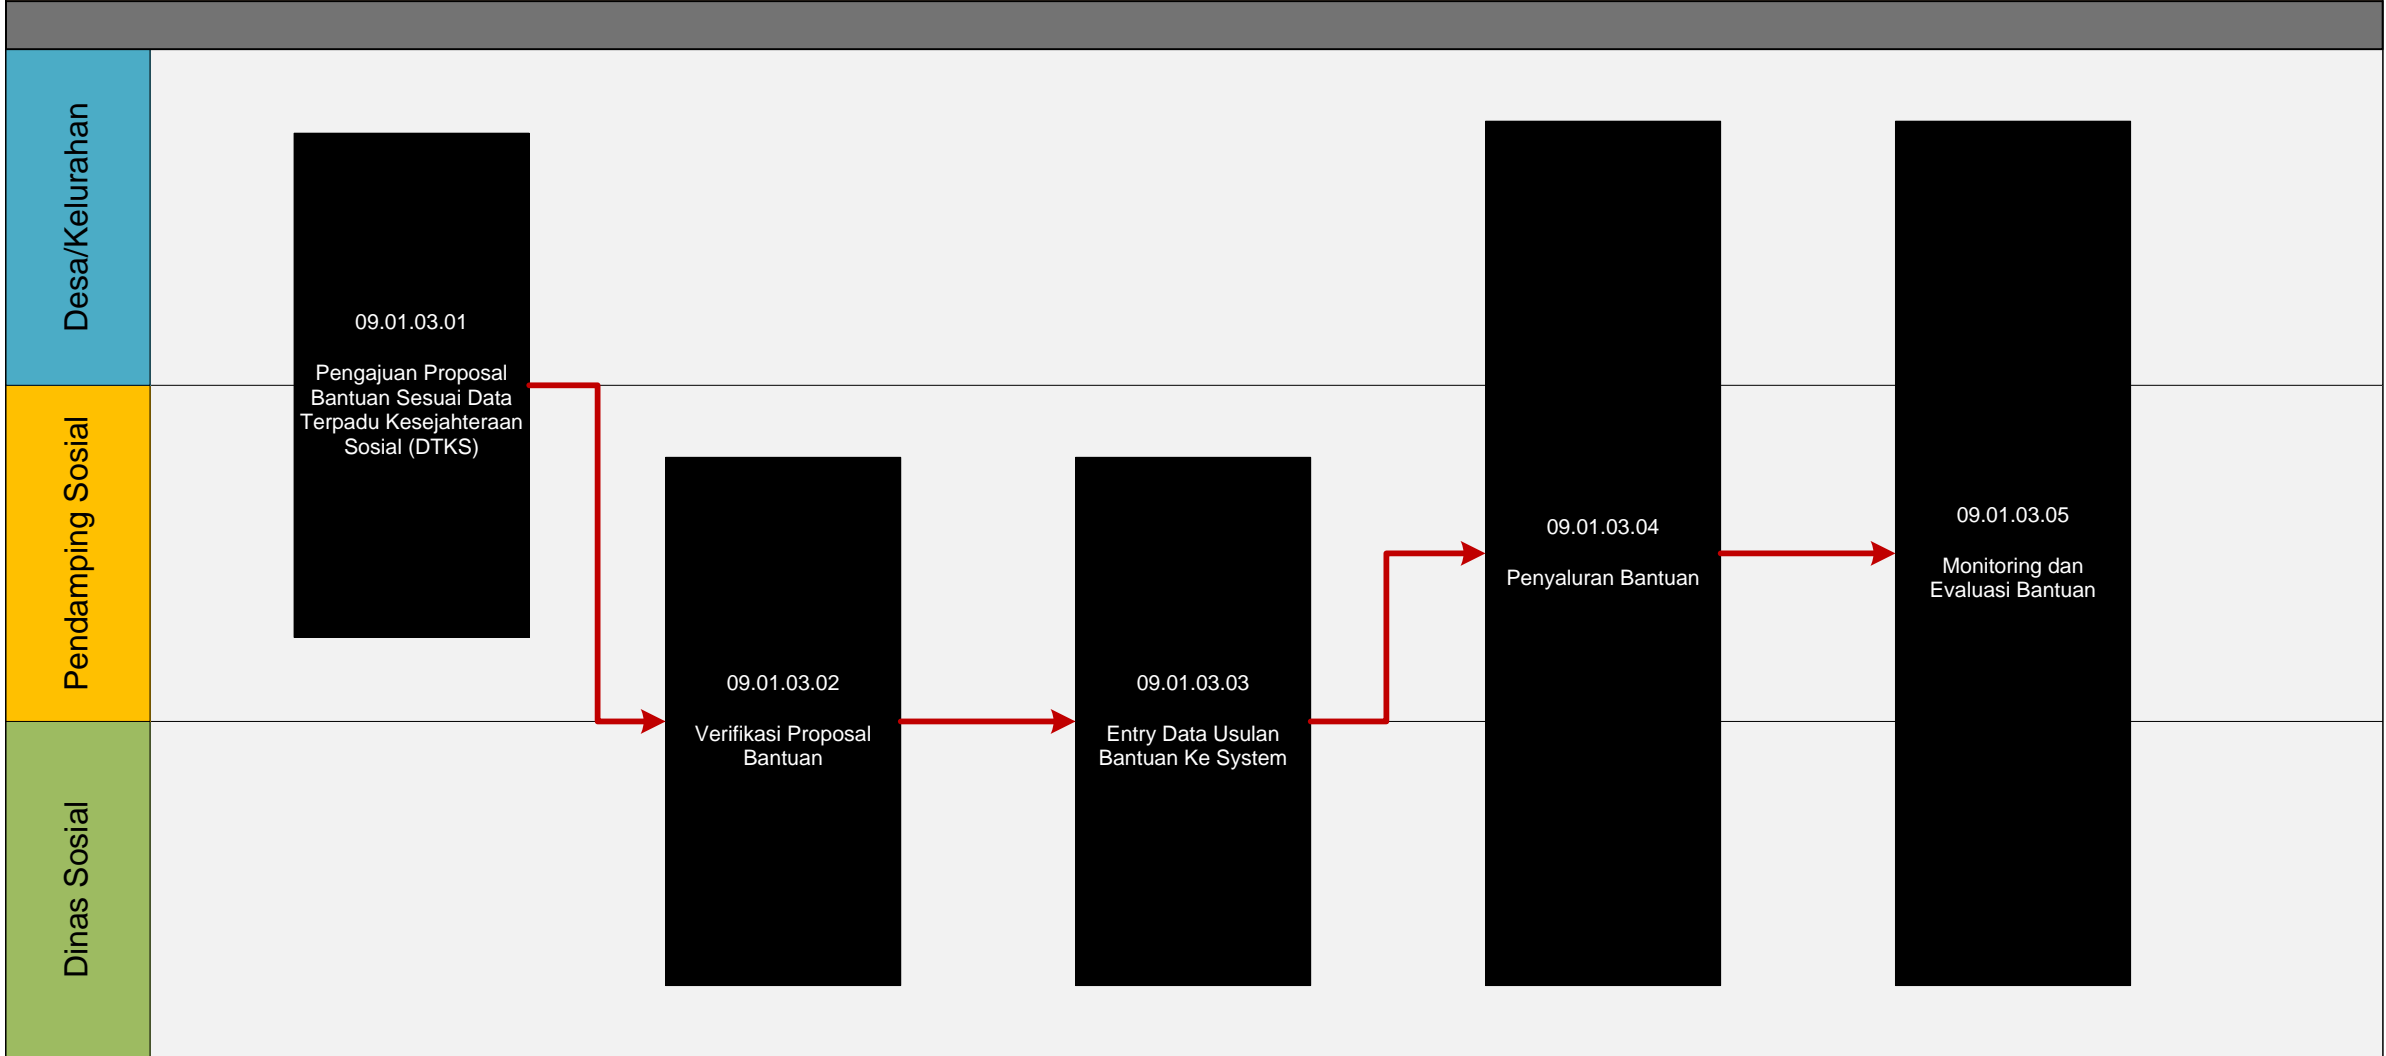 Desa/Kelurahan
Pendamping Sosial
Dinas Sosial
09.01.03.01
Pengajuan Proposal
Bantuan Sesuai Data
Terpadu Kesejahteraan
Sosial (DTKS)
09.01.03.02
Verifikasi Proposal
Bantuan
09.01.03.03
Entry Data Usulan
Bantuan Ke System
09.01.03.04
Penyaluran Bantuan
09.01.03.05
Monitoring dan
Evaluasi Bantuan